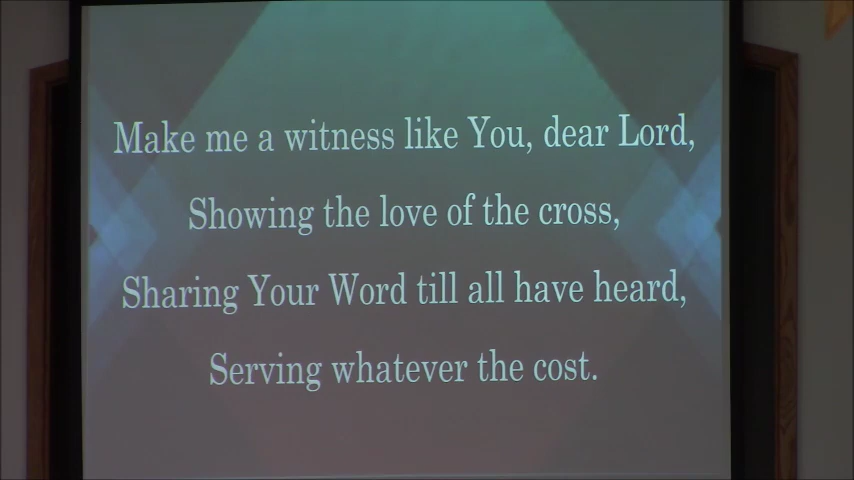 Make me a witness like You, dear Lord,
Showing the love of the cross,
Sharing Your Word till all have heard,
Serving whatever the cost.